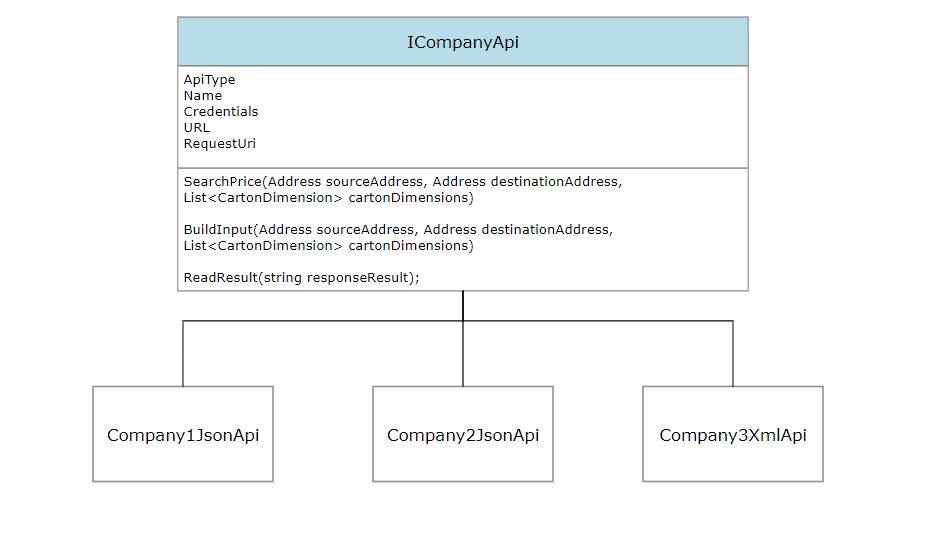 ICompanyApi
ApiType
Name
Credentials
URL
RequestUri
SearchPrice(Address sourceAddress, Address destinationAddress,
List<CartonDimension> cartonDimensions)
BuildInput(Address sourceAddress, Address destinationAddress,
List<CartonDimension> cartonDimensions)
ReadResult(string responseResult);
Company1JsonApi
Company2JsonApi
Company3XmlApi